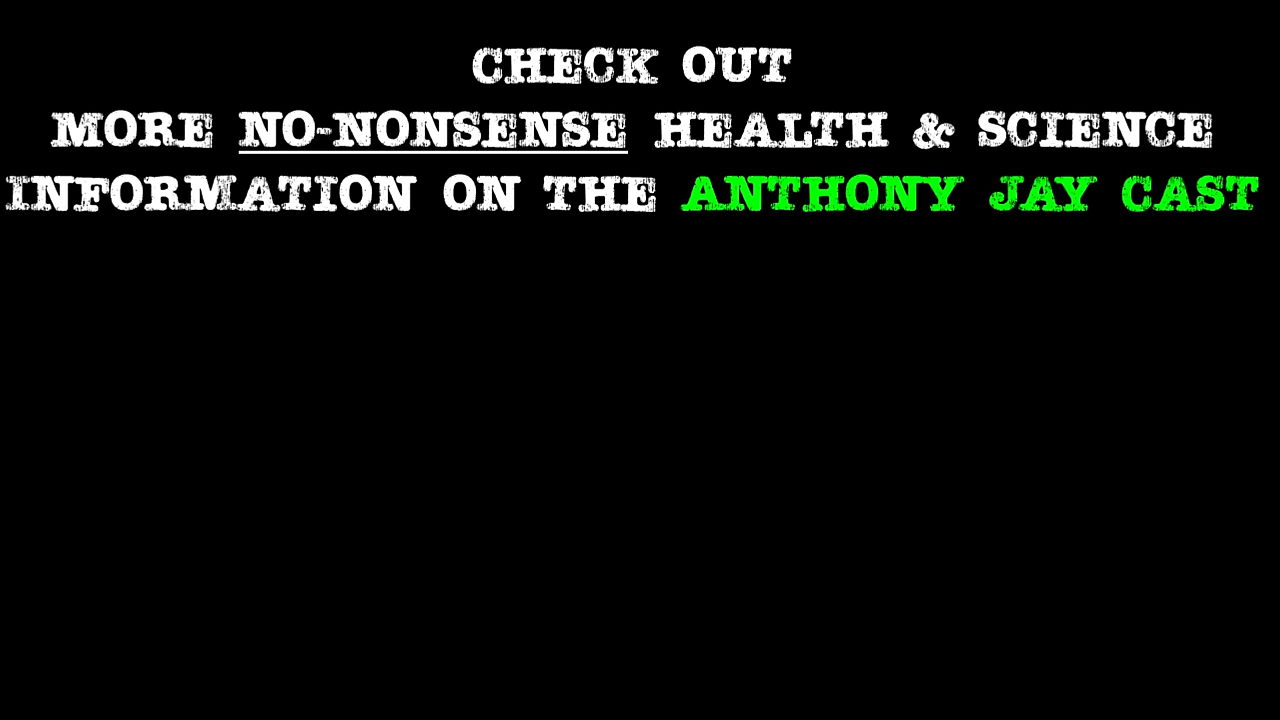 CHECK OUT
MORE NO-NONSENSE HEALTH & SCIENCE
INFORMATION ON THE ANTHONY JAY CAST